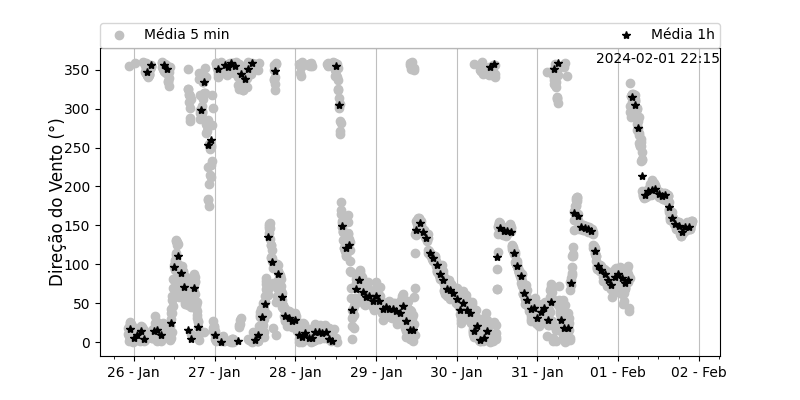 Média 5 min
Média 1h
2024-02-01 22:15
Direção do Vento (°)
350
300
250
200
150
100
50
0
26 - Jan
27 - Jan
28 - Jan
29 - Jan
30 - Jan
31 - Jan
01 - Feb
02 - Feb